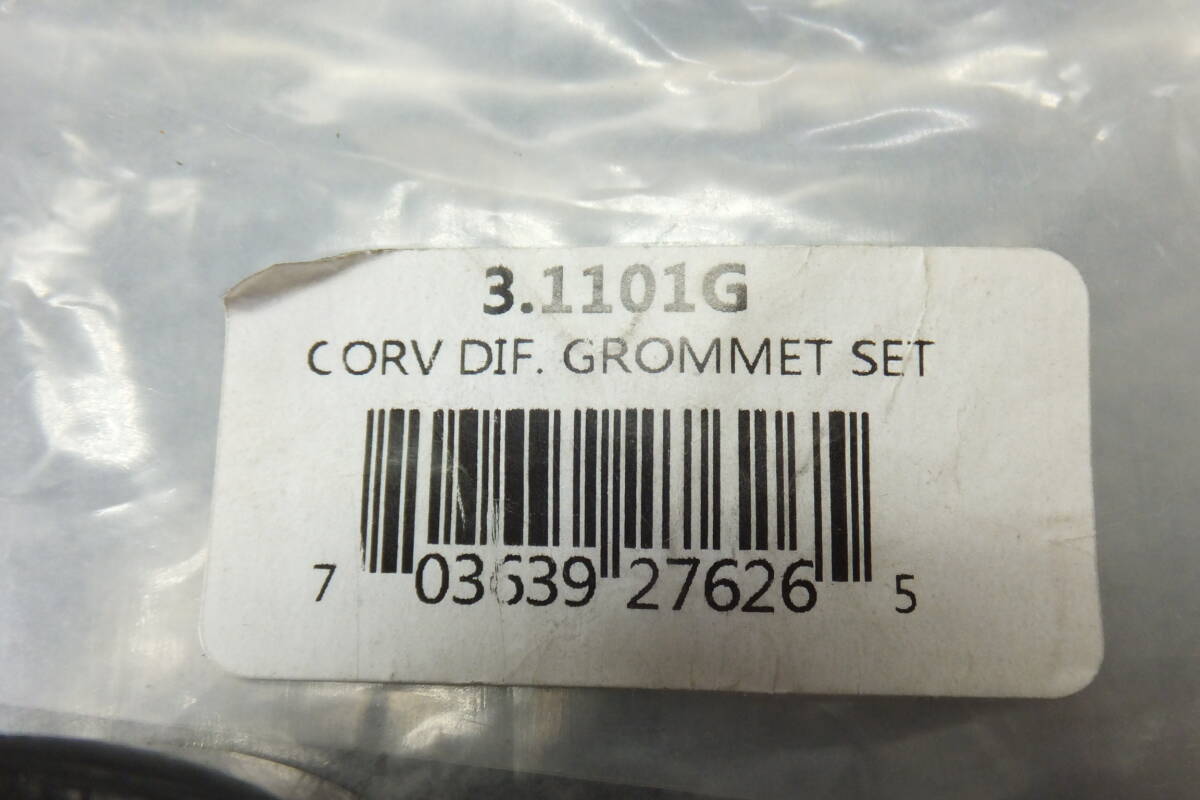 3.1101G
CORV DIF. GROMMET SET
7 03639 27626 5